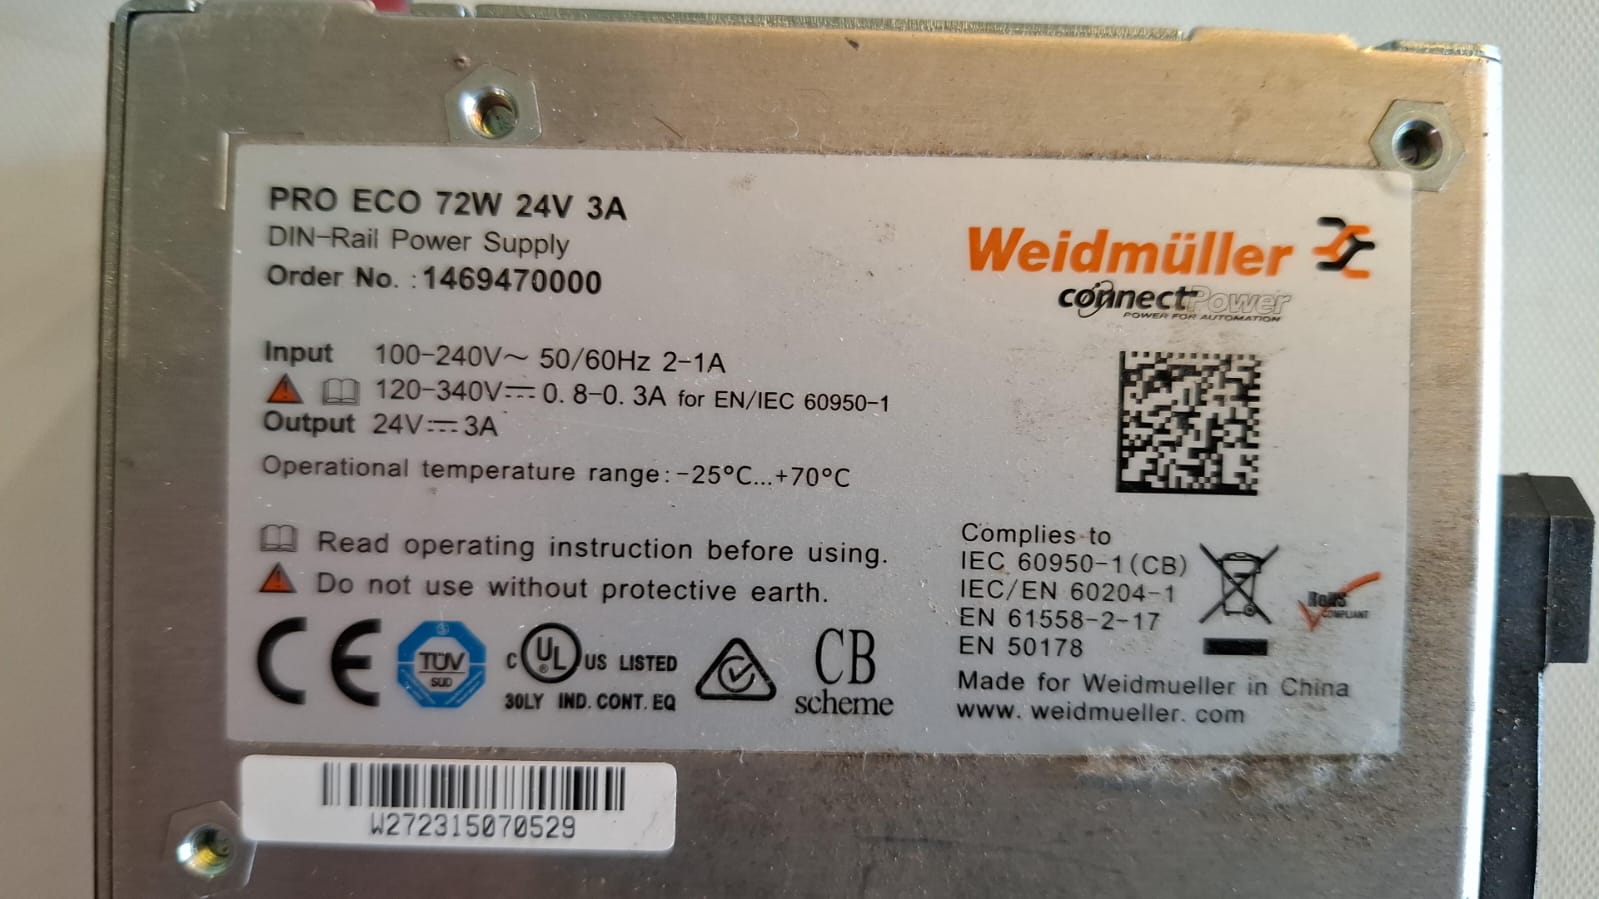 PRO ECO 72W 24V 3A
DIN-Rail Power Supply
Order No. : 1469470000
Weidmüller
connectPower
POWER FOR AUTOMATION
Input 100-240V~ 50/60Hz 2-1A
120-340V⎓ 0.8-0.3A for EN/IEC 60950-1
Output 24V⎓3A
Operational temperature range: -25°C...+70°C
Read operating instruction before using.
Do not use without protective earth.
CE
TÜV
SÜD
C UL ® US LISTED
30LY IND. CONT. EQ
CB
scheme
Complies to
IEC 60950-1(CB)
IEC/EN 60204-1
EN 61558-2-17
EN 50178
RoHS
COMPLIANT
Made for Weidmueller in China
www. weidmueller. com
W272315070529